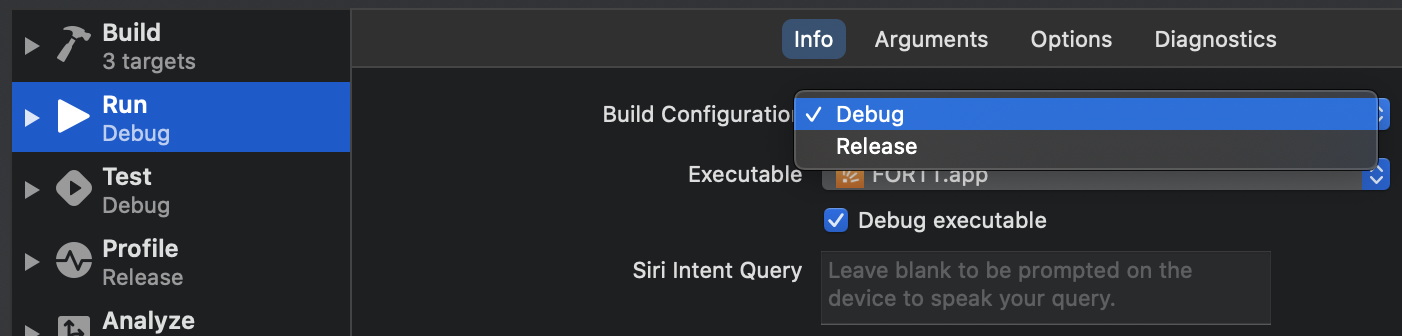 Build
3 targets
Run
Debug
Test
Debug
Profile
Release
Analyze
Info Arguments Options Diagnostics
Build Configuration
Debug
Release
Executable
FORTT.app
Debug executable
Siri Intent Query
Leave blank to be prompted on the
device to speak your query.